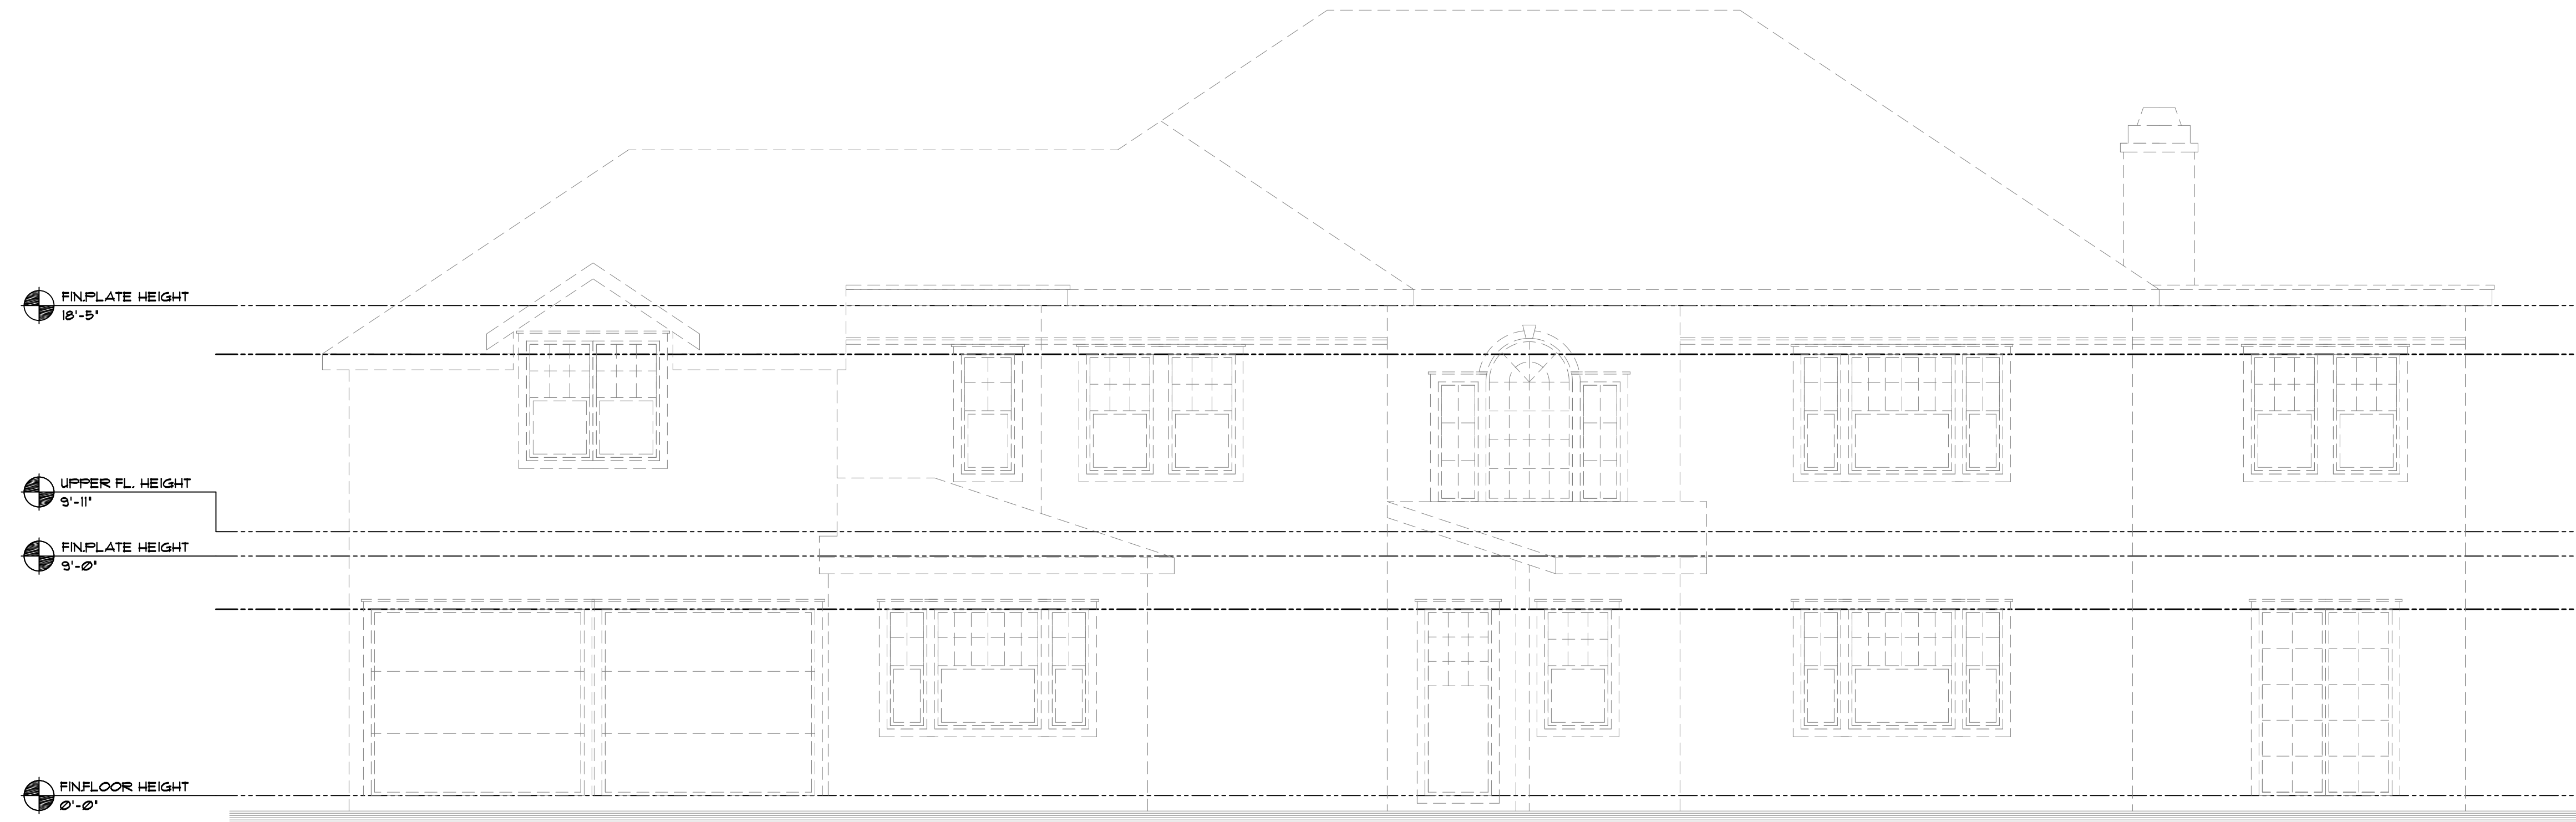 FIN.PLATE HEIGHT
18'-5"
UPPER FL. HEIGHT
9'-11"
FIN.PLATE HEIGHT
9'-0"
FIN.FLOOR HEIGHT
0'-0"